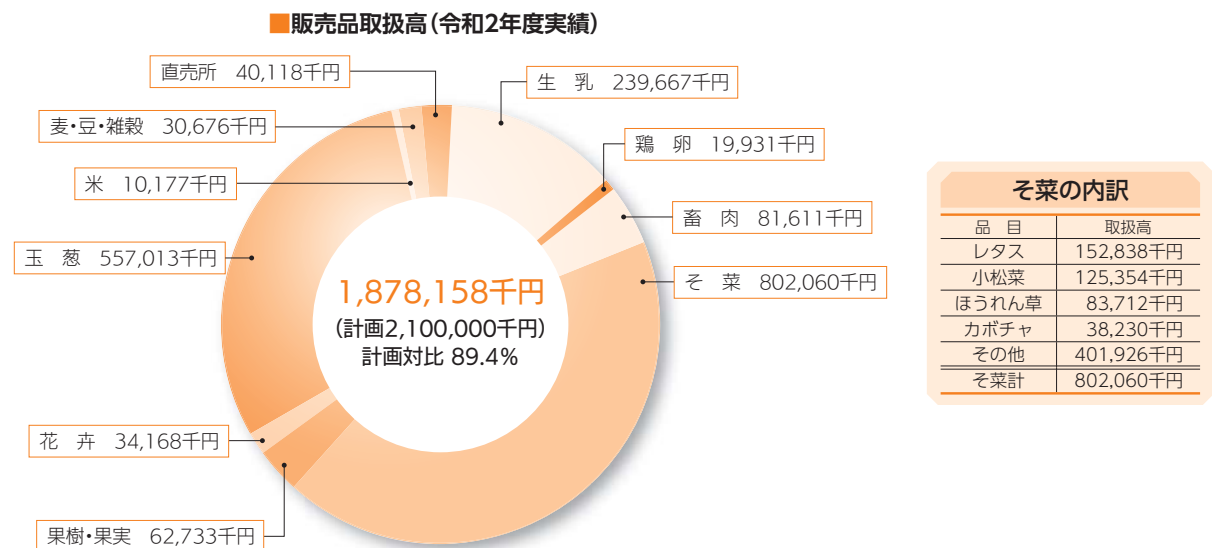 ■販売品取扱高(令和2年度実績)
直売所 40,118千円
生 乳 239,667千円
麦・豆・雑穀 30,676千円
鶏 卵 19,931千円
米 10,177千円
畜 肉 81,611千円
玉 葱 557,013千円
そ 菜 802,060千円
1,878,158千円
(計画2,100,000千円)
計画対比 89.4%
花 卉 34,168千円
果樹・果実 62,733千円
そ菜の内訳
品 目 取扱高
レタス 152,838千円
小松菜 125,354千円
ほうれん草 83,712千円
カボチャ 38,230千円
その他 401,926千円
そ菜計 802,060千円